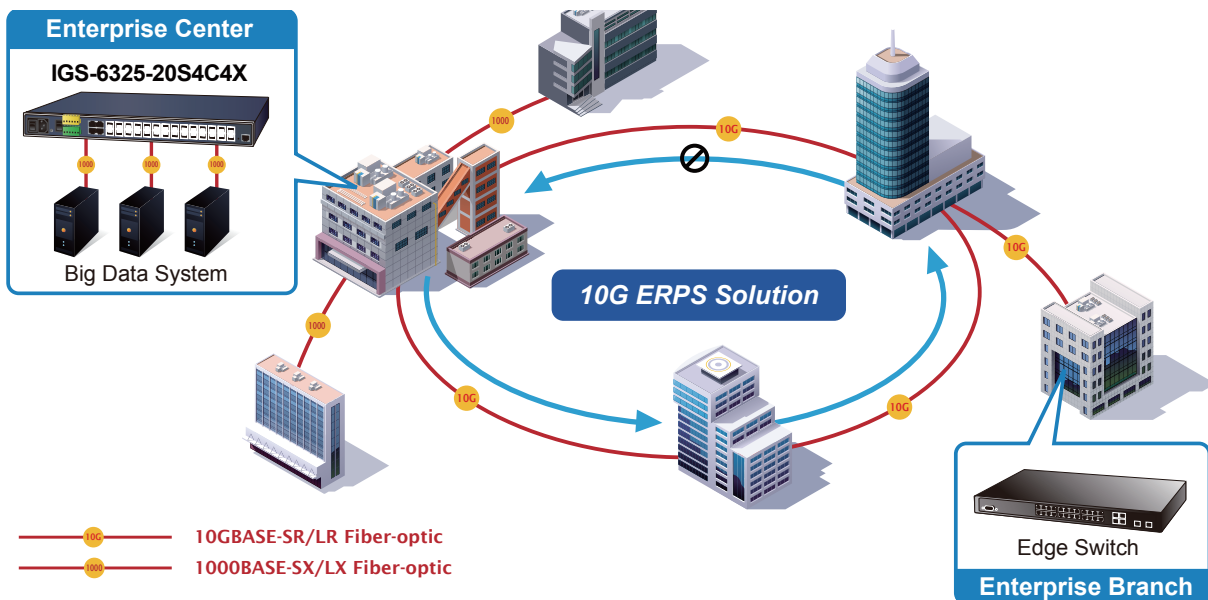 Enterprise Center
IGS-6325-20S4C4X
1000
1000
1000
Big Data System
1000
10G
10G
10G ERPS Solution
1000
10G
10G
Edge Switch
Enterprise Branch
10G
10GBASE-SR/LR Fiber-optic
1000
1000BASE-SX/LX Fiber-optic